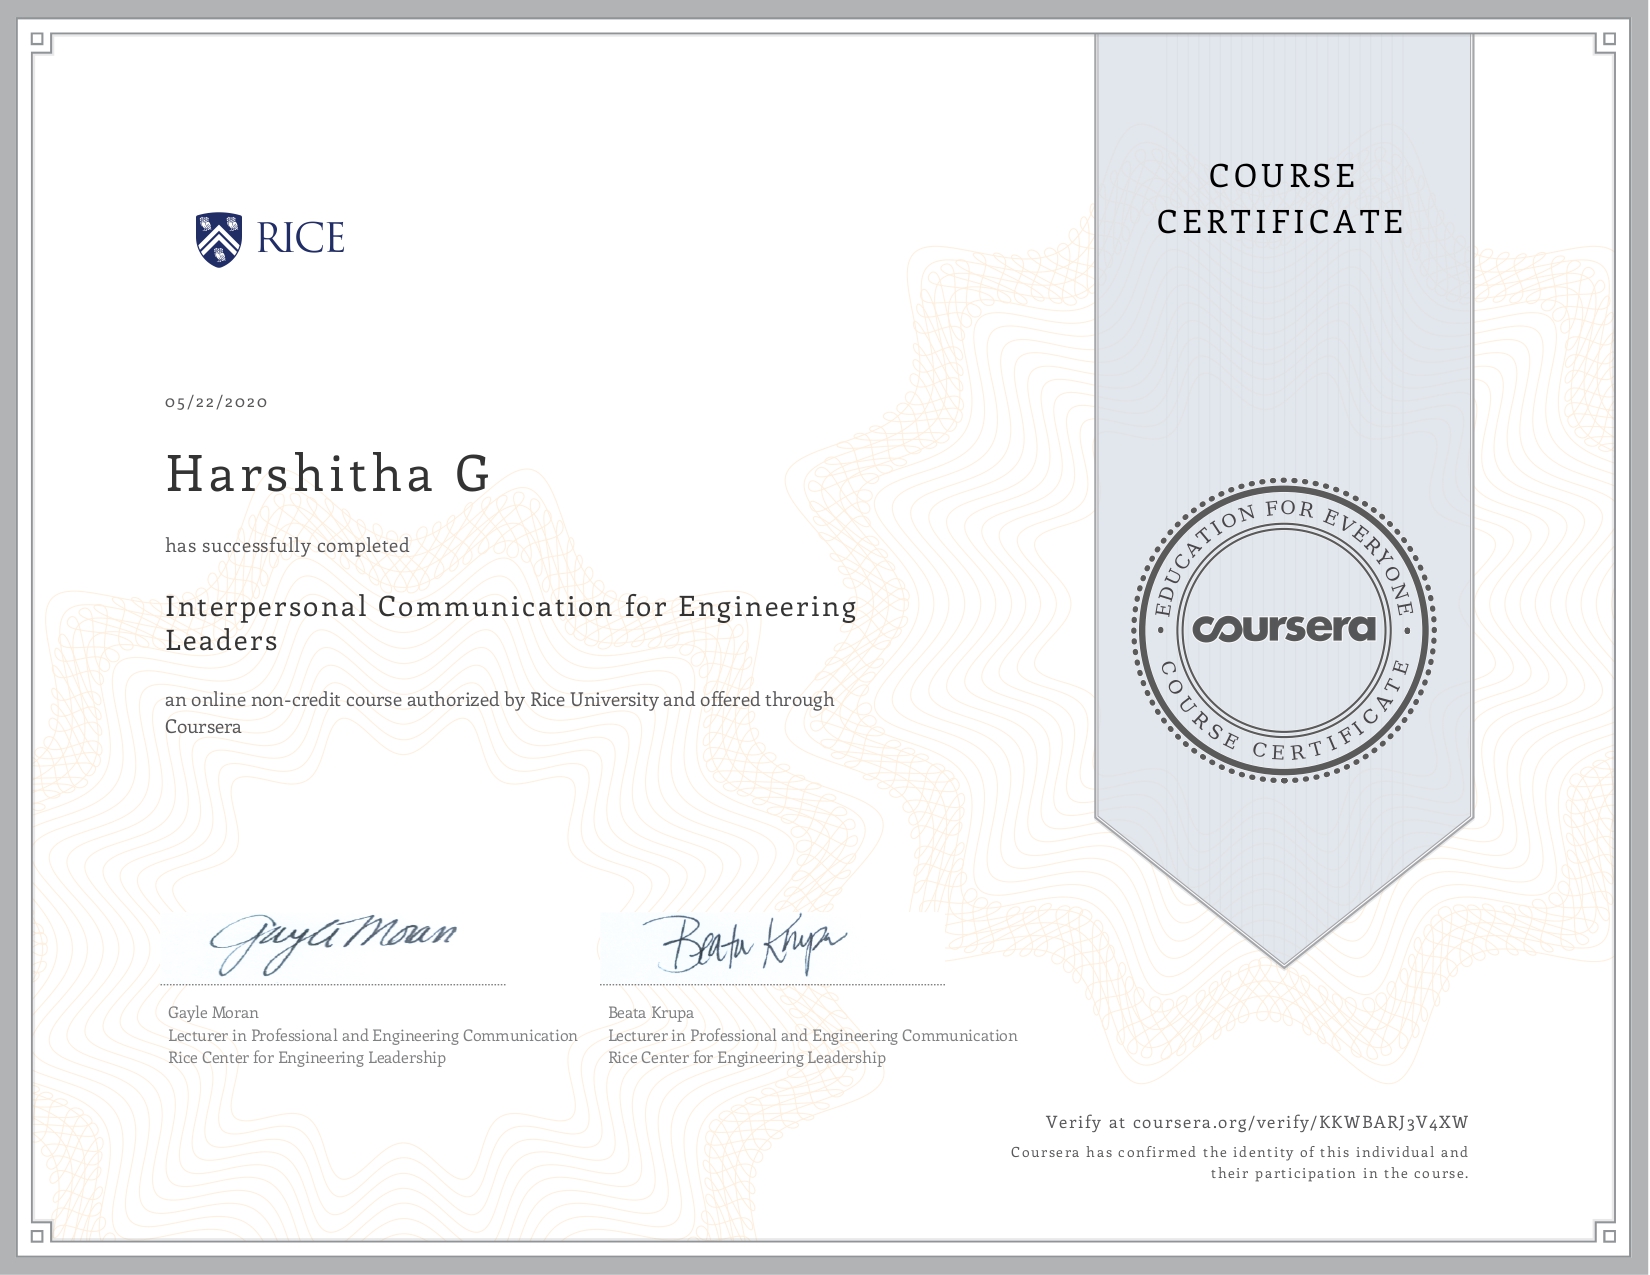 COURSE
CERTIFICATE
RICE
05/22/2020
Harshitha G
has successfully completed
Interpersonal Communication for Engineering
Leaders
an online non-credit course authorized by Rice University and offered through
Coursera
EDUCATION FOR EVERYONE
coursera
COURSE CERTIFICATE
Gayle Moran
Beata Krupa
Gayle Moran
Lecturer in Professional and Engineering Communication
Rice Center for Engineering Leadership
Beata Krupa
Lecturer in Professional and Engineering Communication
Rice Center for Engineering Leadership
Verify at coursera.org/verify/KKWBARJ3V4XW
Coursera has confirmed the identity of this individual and
their participation in the course.